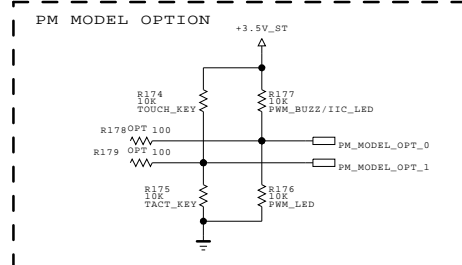 PM MODEL OPTION
+3.5V_ST
R174
10K
TOUCH_KEY
R177
10K
PWM_BUZZ/IIC_LED
R178 OPT 100
PM_MODEL_OPT_0
R179 OPT 100
PM_MODEL_OPT_1
R175
10K
TACT_KEY
R176
10K
PWM_LED